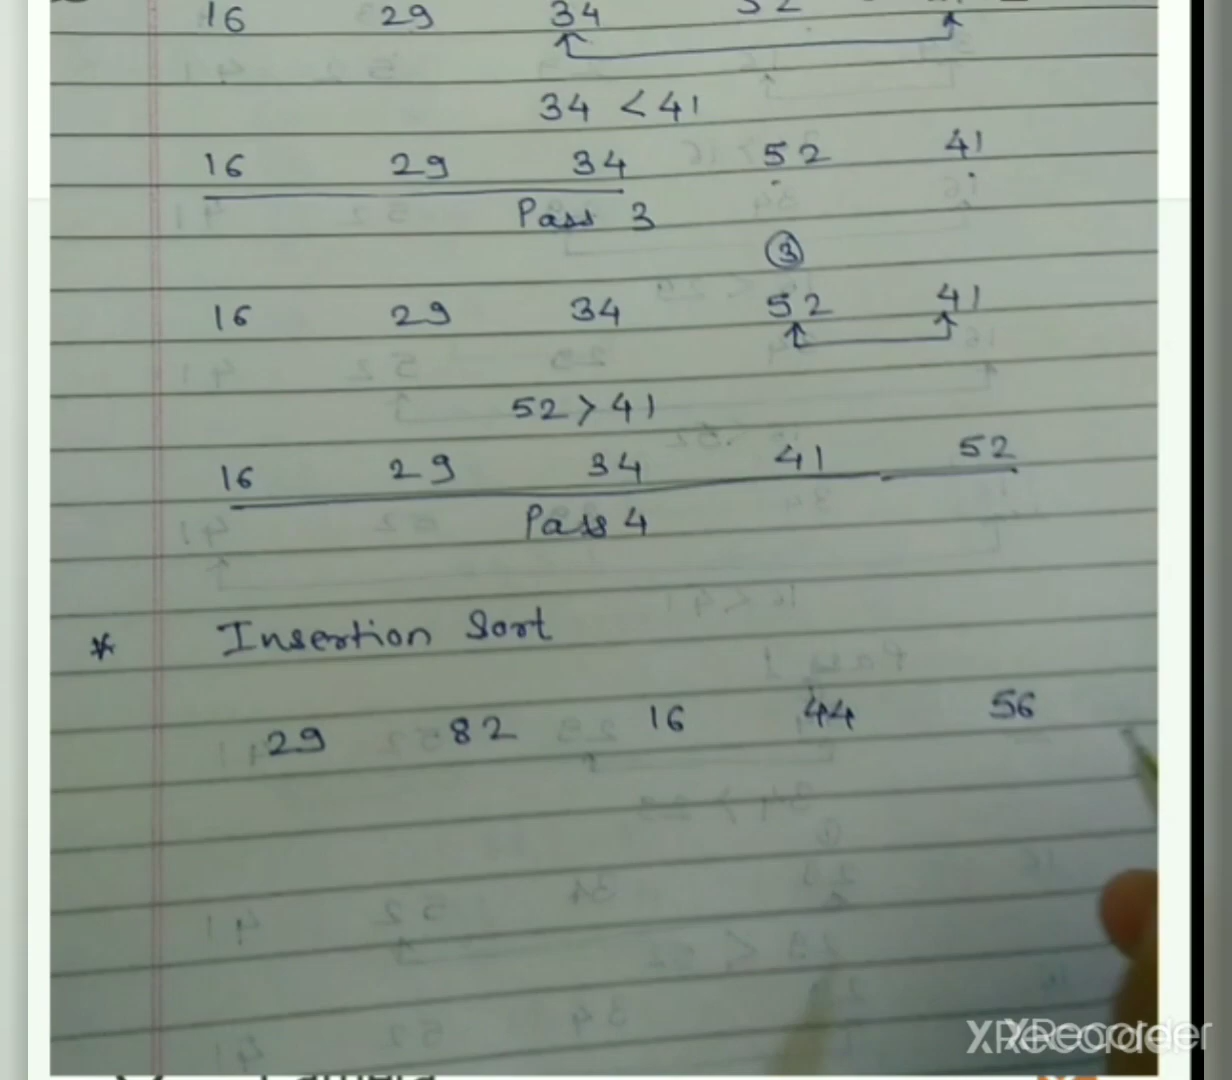 16 29 34 52
34 < 41
16 29 34 52 41
Pass 3
3
16 29 34 52 41
52 > 41
16 29 34 41 52
Pass 4
* Insertion Sort
29 82 16 44 56
XRecorder